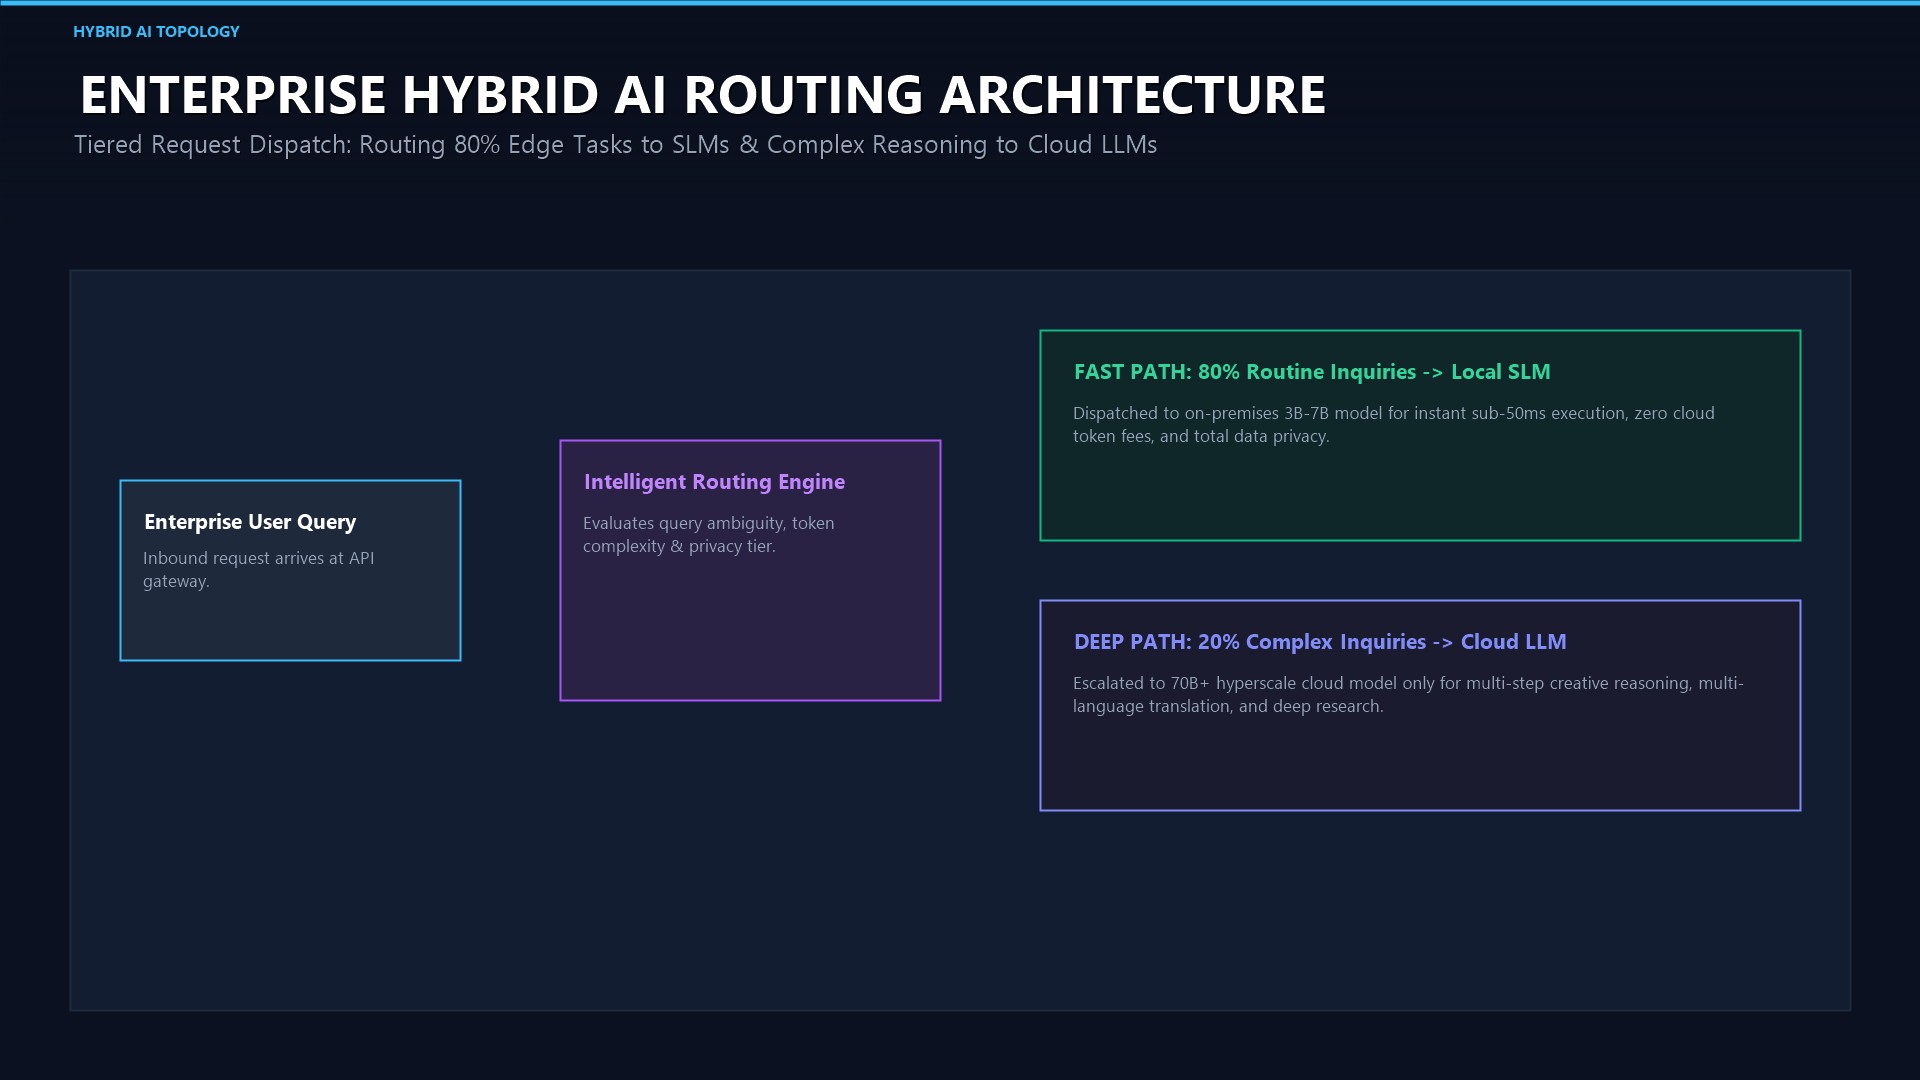 HYBRID AI TOPOLOGY
ENTERPRISE HYBRID AI ROUTING ARCHITECTURE
Tiered Request Dispatch: Routing 80% Edge Tasks to SLMs & Complex Reasoning to Cloud LLMs
Enterprise User Query
Inbound request arrives at API
gateway.
Intelligent Routing Engine
Evaluates query ambiguity, token
complexity & privacy tier.
FAST PATH: 80% Routine Inquiries -> Local SLM
Dispatched to on-premises 3B-7B model for instant sub-50ms execution, zero cloud
token fees, and total data privacy.
DEEP PATH: 20% Complex Inquiries -> Cloud LLM
Escalated to 70B+ hyperscale cloud model only for multi-step creative reasoning, multi-
language translation, and deep research.